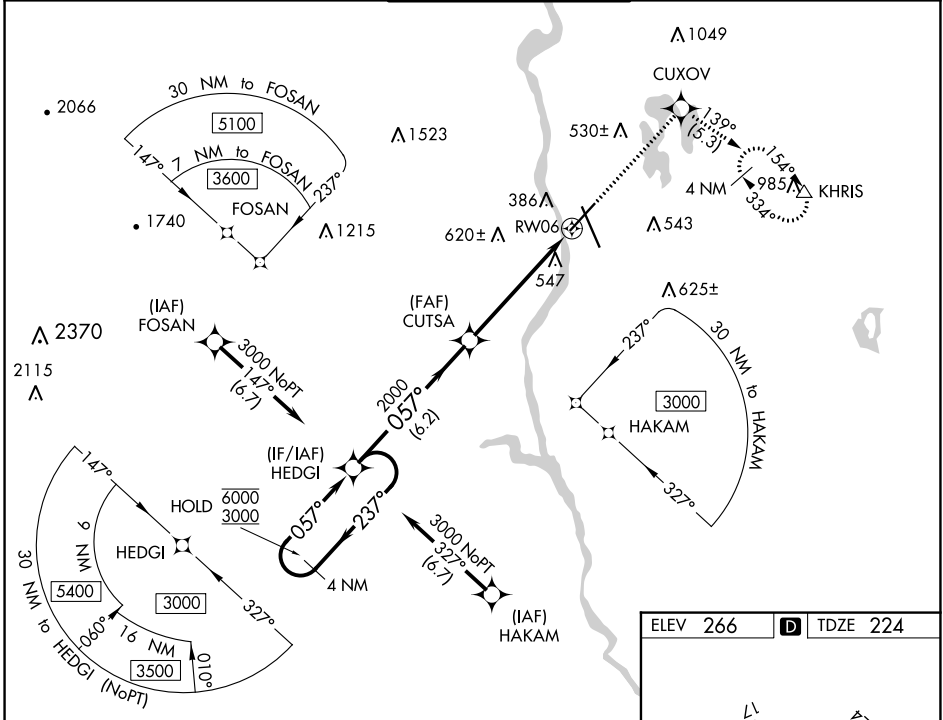 1049
CUXOV
139°
(5.3)
154°
4 NM
985
KHRIS
334°
530±
386
RW06
543
620±
547
2066
30 NM to FOSAN
5100
147°
7 NM to FOSAN
3600
237°
FOSAN
1523
1740
1215
(IAF)
FOSAN
3000 NoPT
147°
(6.7)
2370
2115
(FAF)
CUTSA
2000
057°
(6.2)
(IF/IAF)
HEDGI
HOLD
6000
3000
057°
237°
4 NM
3000 NoPT
327°
(6.7)
(IAF)
HAKAM
625±
237°
30 NM to HAKAM
3000
HAKAM
327°
147°
9 NM
HEDGI
5400
3000
327°
060°
16 NM
3500
010°
30 NM to HEDGI (NoPT)
ELEV 266
D
TDZE 224
17